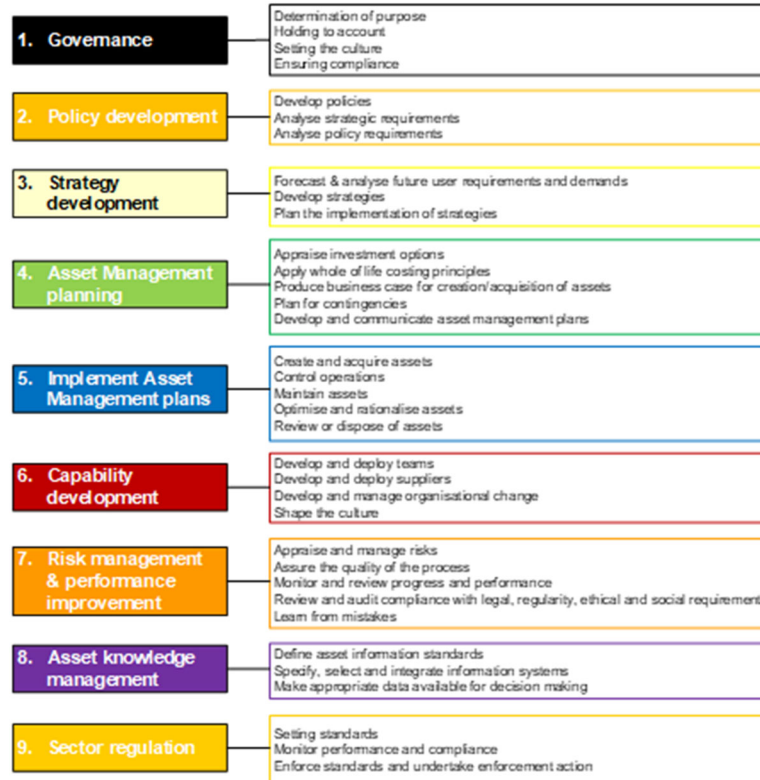 1. Governance
Determination of purpose
Holding to account
Setting the culture
Ensuring compliance
2. Policy development
Develop policies
Analyse strategic requirements
Analyse policy requirements
3. Strategy
development
Forecast & analyse future user requirements and demands
Develop strategies
Plan the implementation of strategies
4. Asset Management
planning
Appraise investment options
Apply whole of life costing principles
Produce business case for creation/acquisition of assets
Plan for contingencies
Develop and communicate asset management plans
5. Implement Asset
Management plans
Create and acquire assets
Control operations
Maintain assets
Optimise and rationalise assets
Review or dispose of assets
6. Capability
development
Develop and deploy teams
Develop and deploy suppliers
Develop and manage organisational change
Shape the culture
7. Risk management
& performance
improvement
Appraise and manage risks
Assure the quality of the process
Monitor and review progress and performance
Review and audit compliance with legal, regularity, ethical and social requirement
Learn from mistakes
8. Asset knowledge
management
Define asset information standards
Specify, select and integrate information systems
Make appropriate data available for decision making
9. Sector regulation
Setting standards
Monitor performance and compliance
Enforce standards and undertake enforcement action